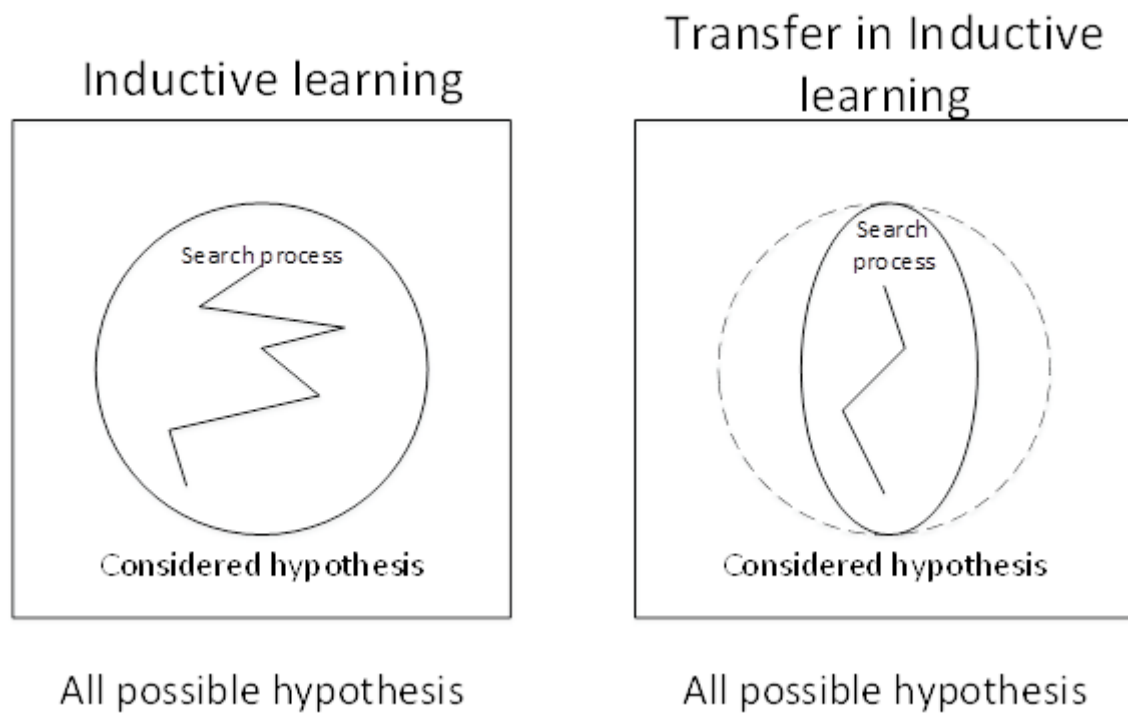 Inductive learning
Transfer in Inductive
learning
Search process
Search
process
Considered hypothesis
Considered hypothesis
All possible hypothesis
All possible hypothesis